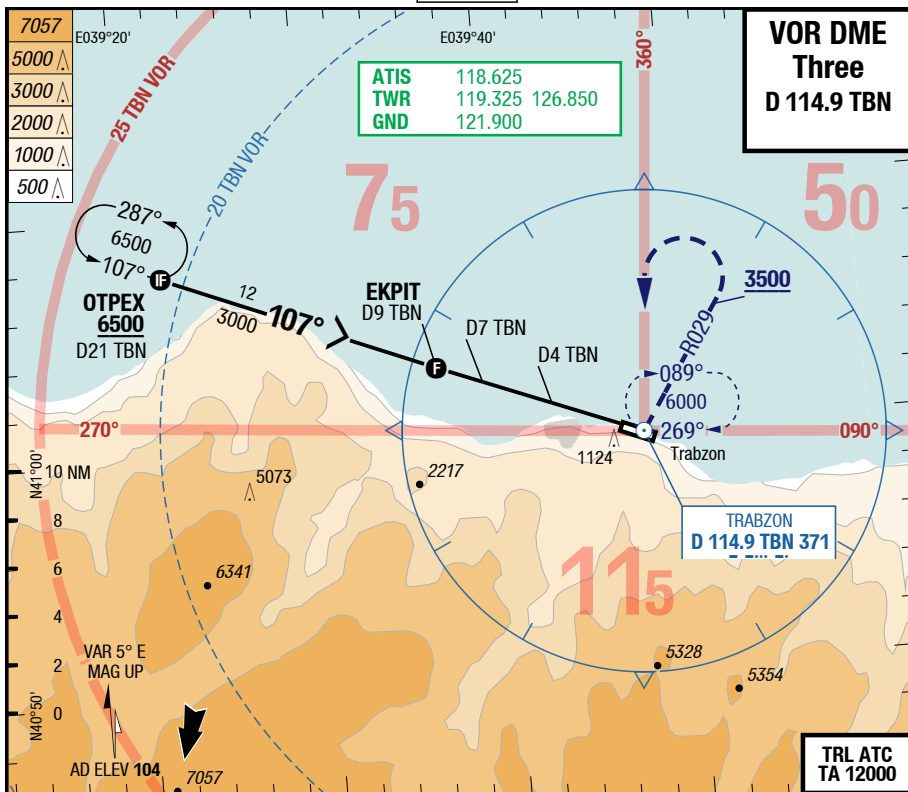 7057
5000
3000
2000
1000
500
E039°20'
E039°40'
25 TBN VOR
20 TBN VOR
ATIS 118.625
TWR 119.325 126.850
GND 121.900
360°
VOR DME
Three
D 114.9 TBN
75
50
287°
6500
107°
IF
OTPEX
6500
D21 TBN
12
3000
107°
EKPIT
D9 TBN
F
D7 TBN
D4 TBN
3500
R029
089°
6000
269°
270°
090°
Trabzon
1124
N41°00'
10 NM
8
6
4
2
0
5073
2217
6341
TRABZON
D 114.9 TBN 371
115
5328
5354
VAR 5° E
MAG UP
N40°50'
AD ELEV 104
7057
TRL ATC
TA 12000